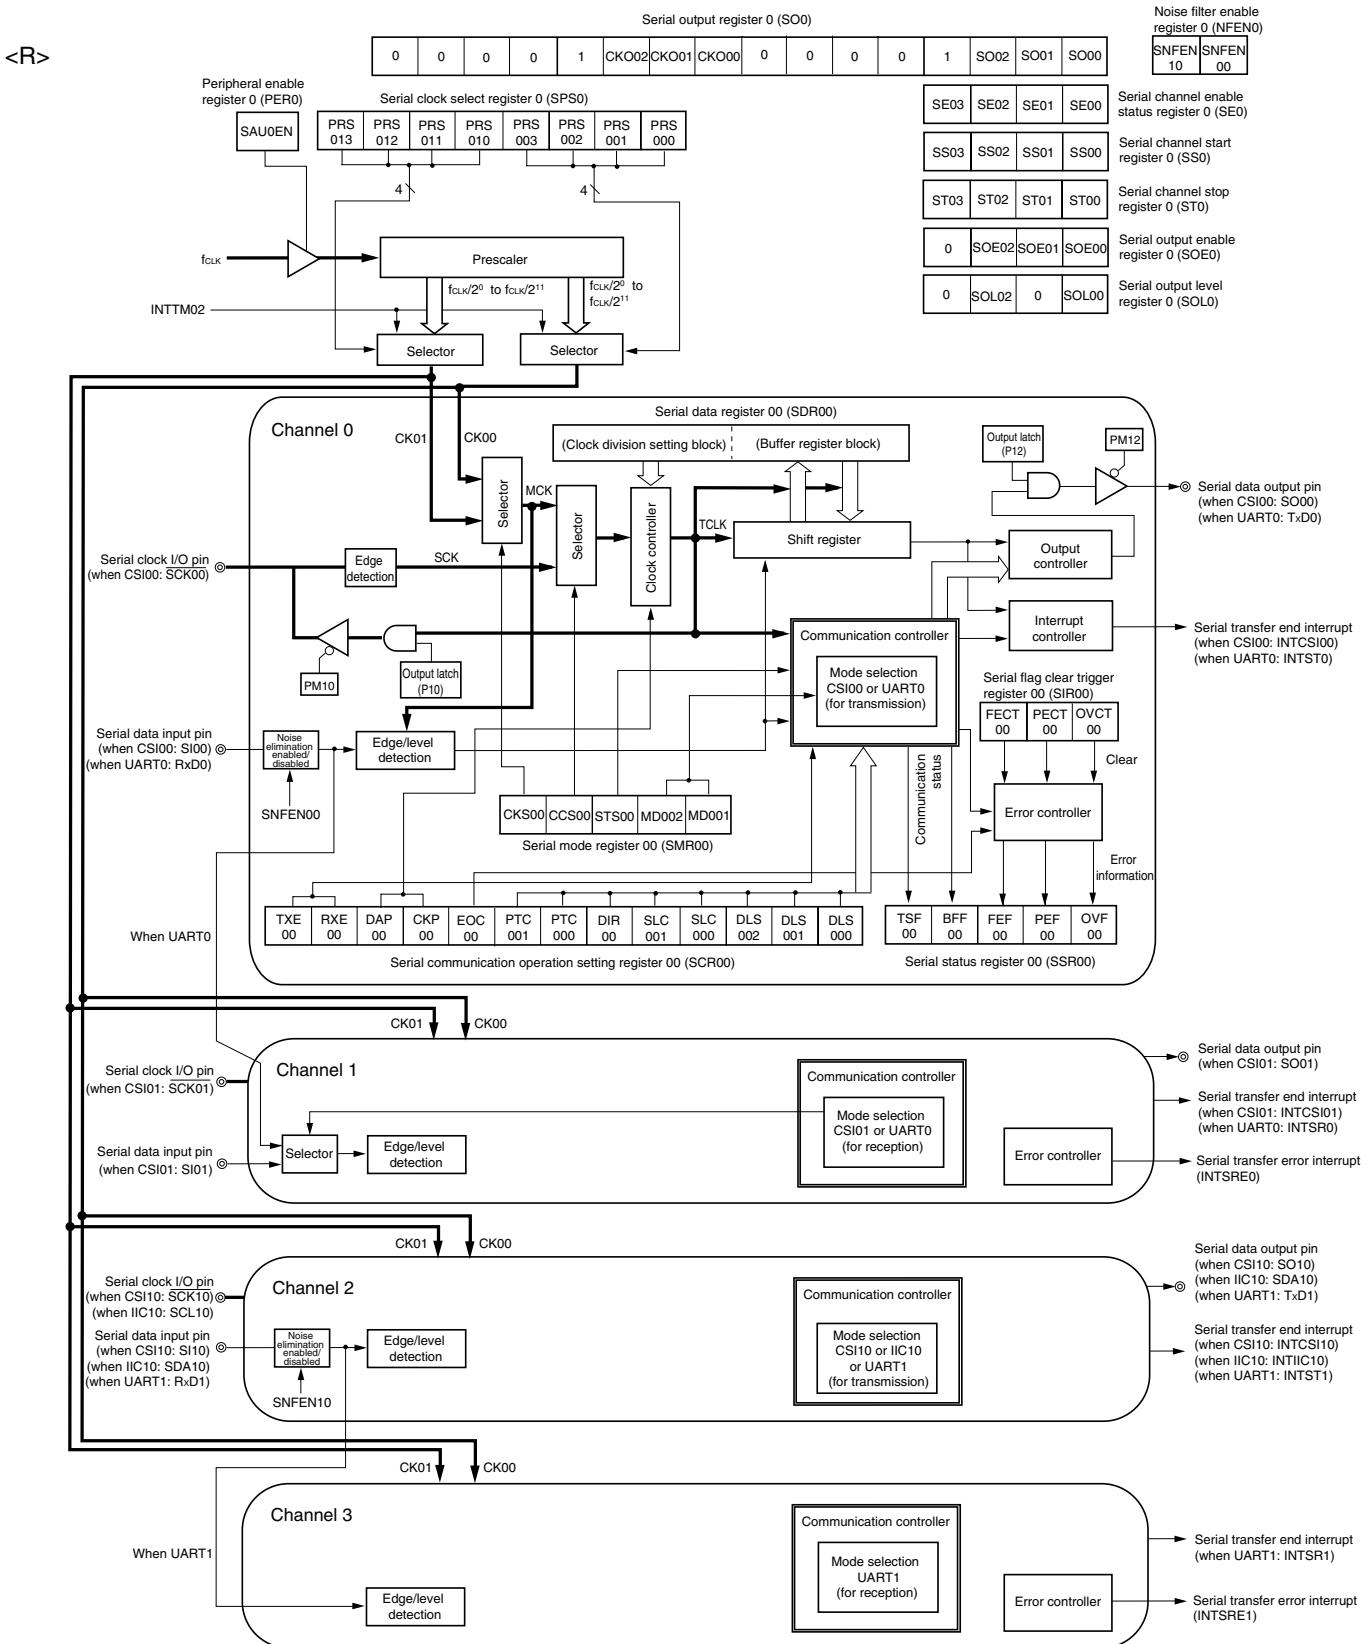 Serial output register 0 (SO0)
Noise filter enable
register 0 (NFEN0)
<R>
0 0 0 0 1 CKO02 CKO01 CKO00 0 0 0 0 1 SO02 SO01 SO00
SNFEN 10 SNFEN 00
Peripheral enable
register 0 (PER0)
Serial clock select register 0 (SPS0)
SAU0EN
PRS 013 PRS 012 PRS 011 PRS 010 PRS 003 PRS 002 PRS 001 PRS 000
SE03 SE02 SE01 SE00
Serial channel enable
status register 0 (SE0)
SS03 SS02 SS01 SS00
Serial channel start
register 0 (SS0)
ST03 ST02 ST01 ST00
Serial channel stop
register 0 (ST0)
0 SOE02 SOE01 SOE00
Serial output enable
register 0 (SOE0)
0 SOL02 0 SOL00
Serial output level
register 0 (SOL0)
4
4
fCLK
Prescaler
fCLK/2⁰ to fCLK/2¹¹
fCLK/2⁰ to
fCLK/2¹¹
INTTM02
Selector
Selector
Channel 0
CK01
CK00
Serial data register 00 (SDR00)
(Clock division setting block)
(Buffer register block)
Output latch
(P12)
PM12
Serial data output pin
(when CSI00: SO00)
(when UART0: TxD0)
Selector
MCK
Selector
Clock controller
TCLK
Shift register
Output
controller
Serial clock I/O pin
(when CSI00: SCK00)
Edge
detection
SCK
Communication controller
Mode selection
CSI00 or UART0
(for transmission)
Interrupt
controller
Serial transfer end interrupt
(when CSI00: INTCSI00)
(when UART0: INTST0)
PM10
Output latch
(P10)
Serial flag clear trigger
register 00 (SIR00)
FECT 00 PECT 00 OVCT 00
Clear
Serial data input pin
(when CSI00: SI00)
(when UART0: RxD0)
Noise
elimination
enabled/
disabled
Edge/level
detection
SNFEN00
CKS00 CCS00 STS00 MD002 MD001
Serial mode register 00 (SMR00)
Communication
status
Error controller
Error
information
When UART0
TXE 00 RXE 00 DAP 00 CKP 00 EOC 00 PTC 001 PTC 000 DIR 00 SLC 001 SLC 000 DLS 002 DLS 001 DLS 000
Serial communication operation setting register 00 (SCR00)
TSF 00 BFF 00 FEF 00 PEF 00 OVF 00
Serial status register 00 (SSR00)
CK01
CK00
Channel 1
Serial clock I/O pin
(when CSI01: SCK01)
Serial data input pin
(when CSI01: SI01)
Selector
Edge/level
detection
Communication controller
Mode selection
CSI01 or UART0
(for reception)
Error controller
Serial data output pin
(when CSI01: SO01)
Serial transfer end interrupt
(when CSI01: INTCSI01)
(when UART0: INTSR0)
Serial transfer error interrupt
(INTSRE0)
CK01
CK00
Channel 2
Serial clock I/O pin
(when CSI10: SCK10)
(when IIC10: SCL10)
Serial data input pin
(when CSI10: SI10)
(when IIC10: SDA10)
(when UART1: RxD1)
Noise
elimination
enabled/
disabled
SNFEN10
Edge/level
detection
Communication controller
Mode selection
CSI10 or IIC10
or UART1
(for transmission)
Serial data output pin
(when CSI10: SO10)
(when IIC10: SDA10)
(when UART1: TxD1)
Serial transfer end interrupt
(when CSI10: INTCSI10)
(when IIC10: INTIIC10)
(when UART1: INTST1)
CK01
CK00
Channel 3
When UART1
Edge/level
detection
Communication controller
Mode selection
UART1
(for reception)
Error controller
Serial transfer end interrupt
(when UART1: INTSR1)
Serial transfer error interrupt
(INTSRE1)